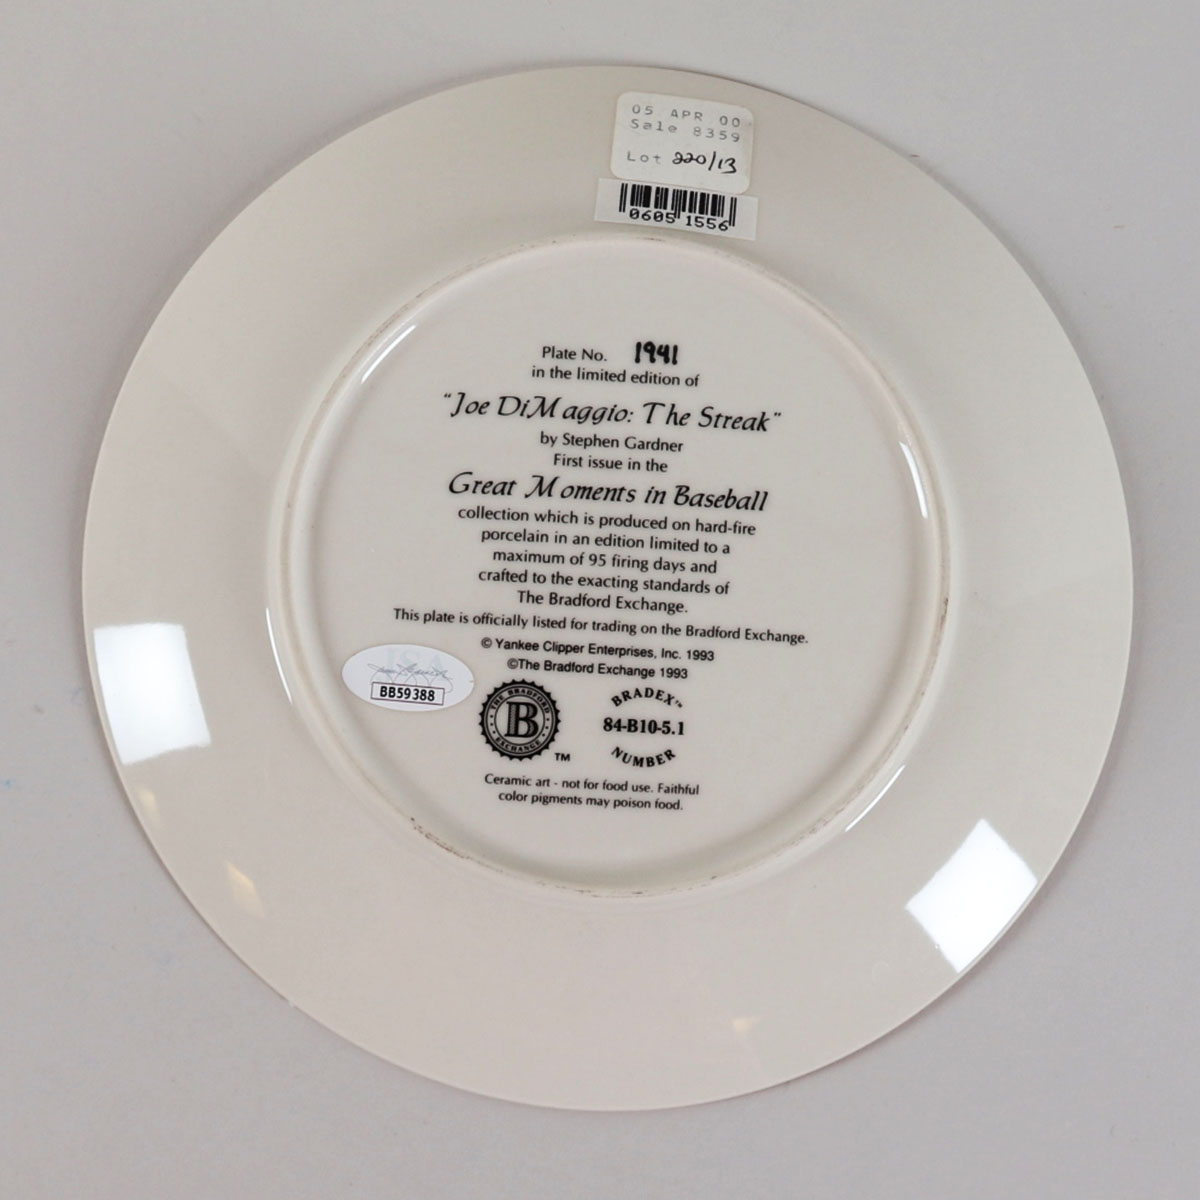 05 APR 00
Sale 8359
Lot 220/13
0605 1556
Plate No. 1941
in the limited edition of
"Joe DiMaggio: The Streak"
by Stephen Gardner
First issue in the
Great Moments in Baseball
collection which is produced on hard-fire
porcelain in an edition limited to a
maximum of 95 firing days and
crafted to the exacting standards of
The Bradford Exchange.
This plate is officially listed for trading on the Bradford Exchange.
© Yankee Clipper Enterprises, Inc. 1993
©The Bradford Exchange 1993
JSA
BB59388
THE BRADFORD
B
EXCHANGE
TM
BRADEX™
84-B10-5.1
NUMBER
Ceramic art - not for food use. Faithful
color pigments may poison food.